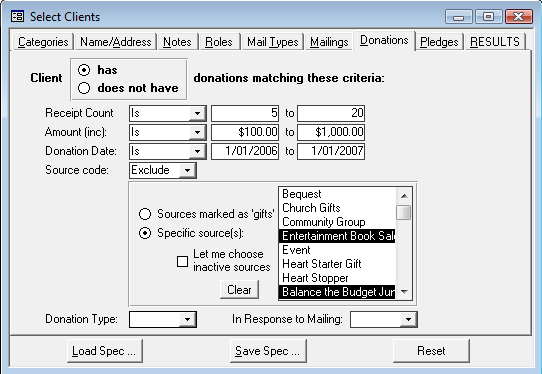 Select Clients
Categories Name/Address Notes Roles Mail Types Mailings Donations Pledges RESULTS
Client has donations matching these criteria:
does not have
Receipt Count Is 5 to 20
Amount (inc): Is $100.00 to $1,000.00
Donation Date: Is 1/01/2006 to 1/01/2007
Source code: Exclude
Sources marked as 'gifts'
Specific source(s):
Let me choose
inactive sources
Clear
Bequest
Church Gifts
Community Group
Entertainment Book Sale
Event
Heart Starter Gift
Heart Stopper
Balance the Budget Jun
Donation Type: In Response to Mailing:
Load Spec ... Save Spec ... Reset